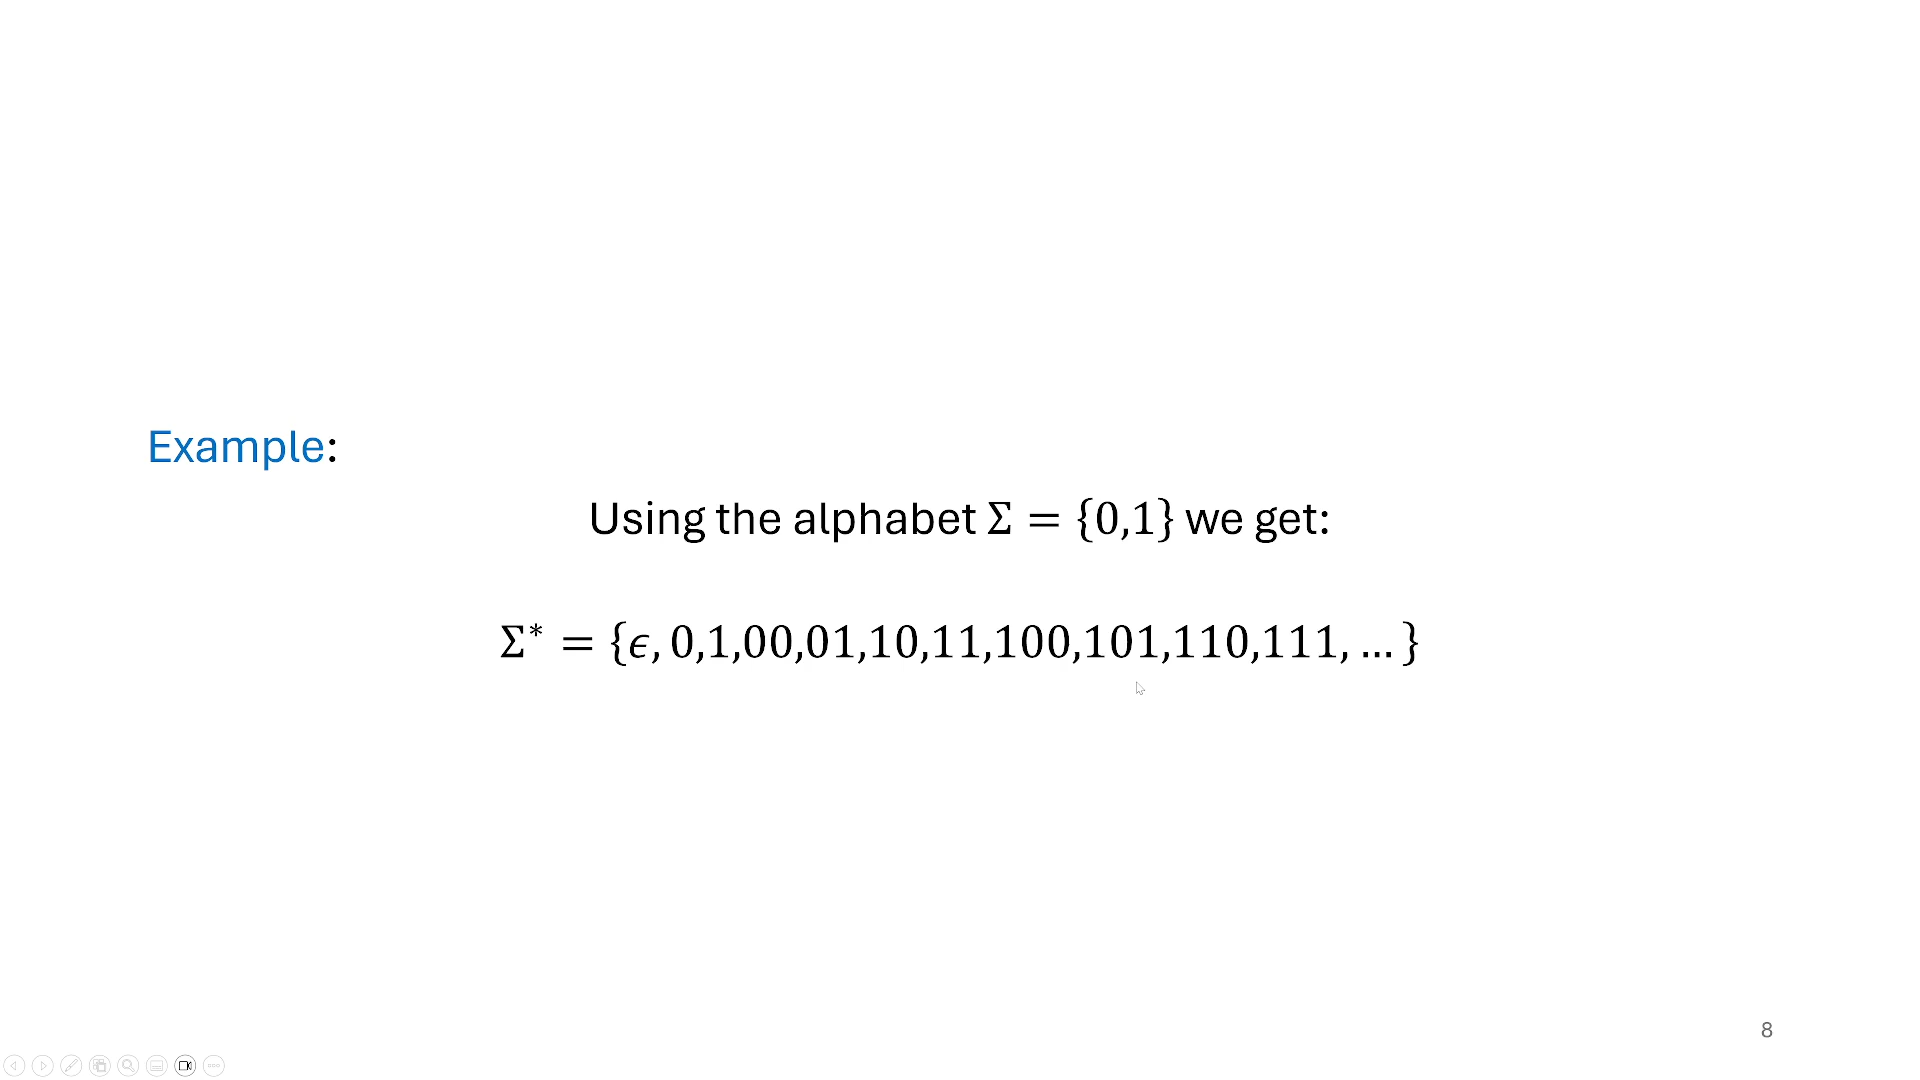 Example:
Using the alphabet Σ = {0,1} we get:
Σ* = {ϵ, 0,1,00,01,10,11,100,101,110,111, … }
8